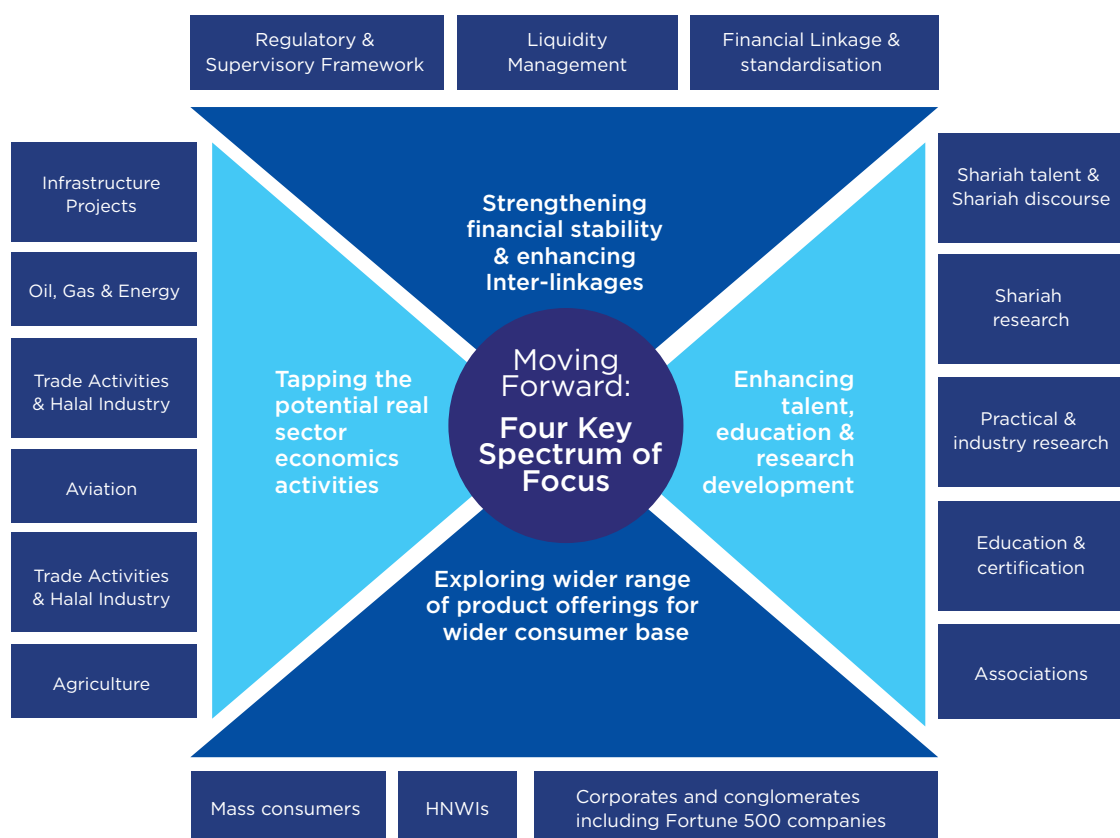 Regulatory &
Supervisory Framework
Liquidity
Management
Financial Linkage &
standardisation
Infrastructure
Projects
Oil, Gas & Energy
Trade Activities
& Halal Industry
Aviation
Trade Activities
& Halal Industry
Agriculture
Strengthening
financial stability
& enhancing
Inter-linkages
Tapping the
potential real
sector
economics
activities
Moving
Forward:
Four Key
Spectrum of
Focus
Enhancing
talent,
education &
research
development
Exploring wider range
of product offerings for
wider consumer base
Shariah talent &
Shariah discourse
Shariah
research
Practical &
industry research
Education &
certification
Associations
Mass consumers
HNWIs
Corporates and conglomerates
including Fortune 500 companies